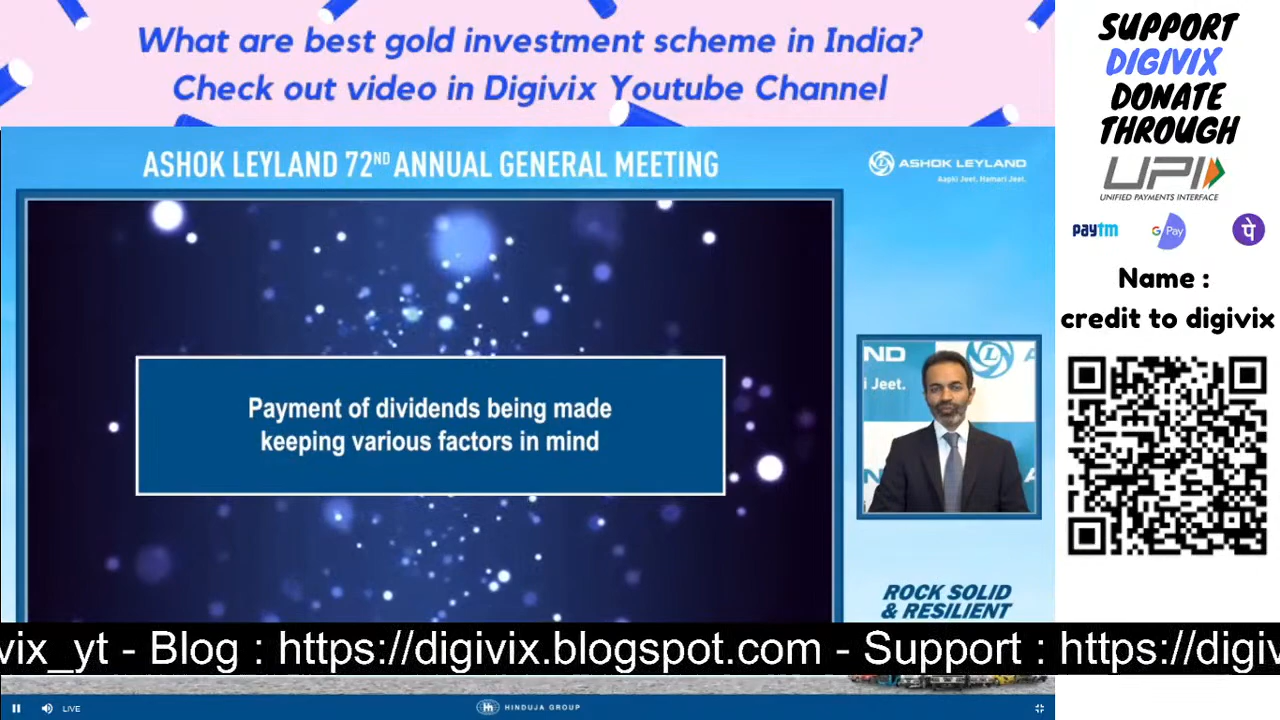 What are best gold investment scheme in India?
Check out video in Digivix Youtube Channel
SUPPORT
DIGIVIX
DONATE
THROUGH
UPI
UNIFIED PAYMENTS INTERFACE
paytm
G Pay
पे
Name :
credit to digivix
ASHOK LEYLAND 72ND ANNUAL GENERAL MEETING
ASHOK LEYLAND
Aapki Jeet. Hamari Jeet.
Payment of dividends being made
keeping various factors in mind
ND
i Jeet.
ROCK SOLID
& RESILIENT
vix_yt - Blog : https://digivix.blogspot.com - Support : https://digiv
LIVE
HINDUJA GROUP